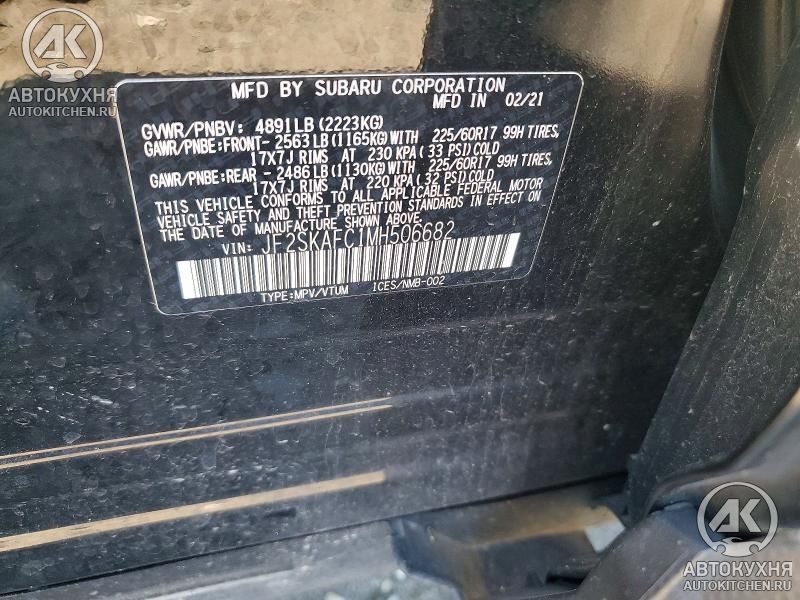 АК
АВТОКУХНЯ
AUTOKITCHEN.RU
MFD BY SUBARU CORPORATION
MFD IN 02/21
GVWR/PNBV: 4891LB(2223KG)
GAWR/PNBE:FRONT- 2563LB(1165KG)WITH 225/60R17 99H TIRES,
17X7J RIMS AT 230 KPA(33 PSI)COLD
GAWR/PNBE:REAR - 2486LB(1130KG)WITH 225/60R17 99H TIRES,
17X7J RIMS AT 220 KPA(32 PSI)COLD
THIS VEHICLE CONFORMS TO ALL APPLICABLE FEDERAL MOTOR
VEHICLE SAFETY AND THEFT PREVENTION STANDARDS IN EFFECT ON
THE DATE OF MANUFACTURE SHOWN ABOVE.
VIN: JF2SKAFC1MH506682
TYPE:MPV/VTUM ICES/NMB-002
АК
АВТОКУХНЯ
AUTOKITCHEN.RU